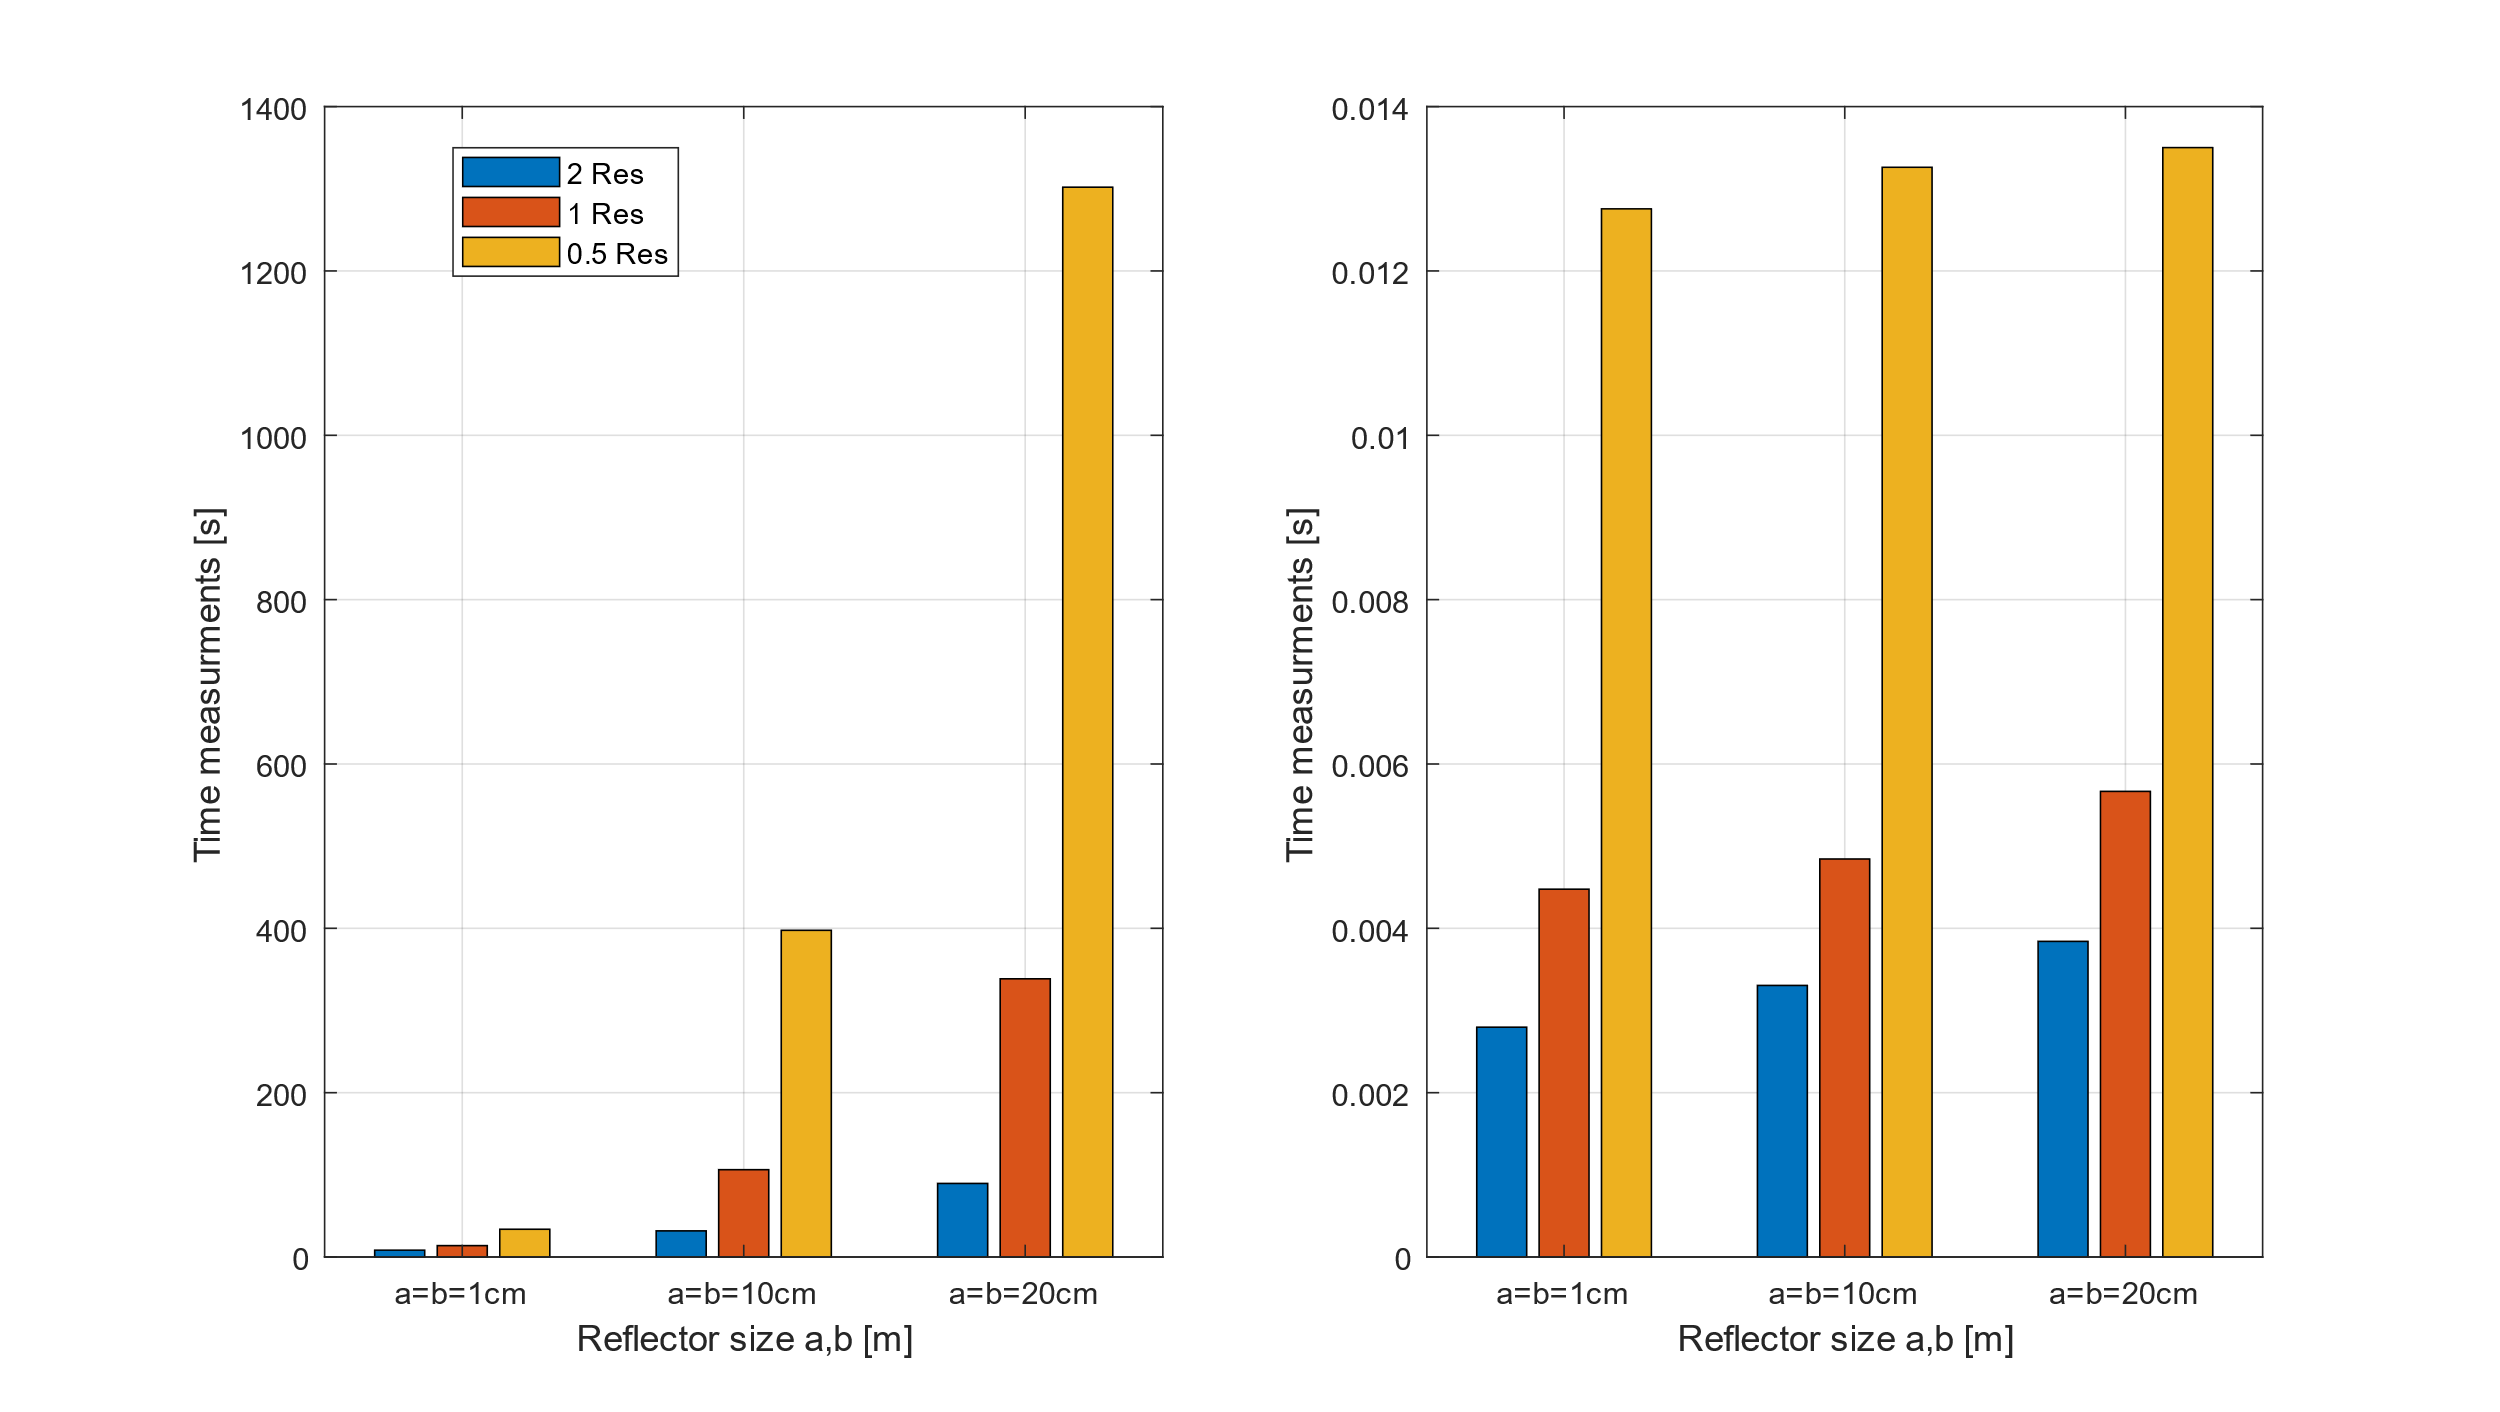 1400
1200
1000
800
600
400
200
0
Time measurments [s]
2 Res
1 Res
0.5 Res
a=b=1cm
a=b=10cm
a=b=20cm
Reflector size a,b [m]
0.014
0.012
0.01
0.008
0.006
0.004
0.002
0
Time measurments [s]
a=b=1cm
a=b=10cm
a=b=20cm
Reflector size a,b [m]